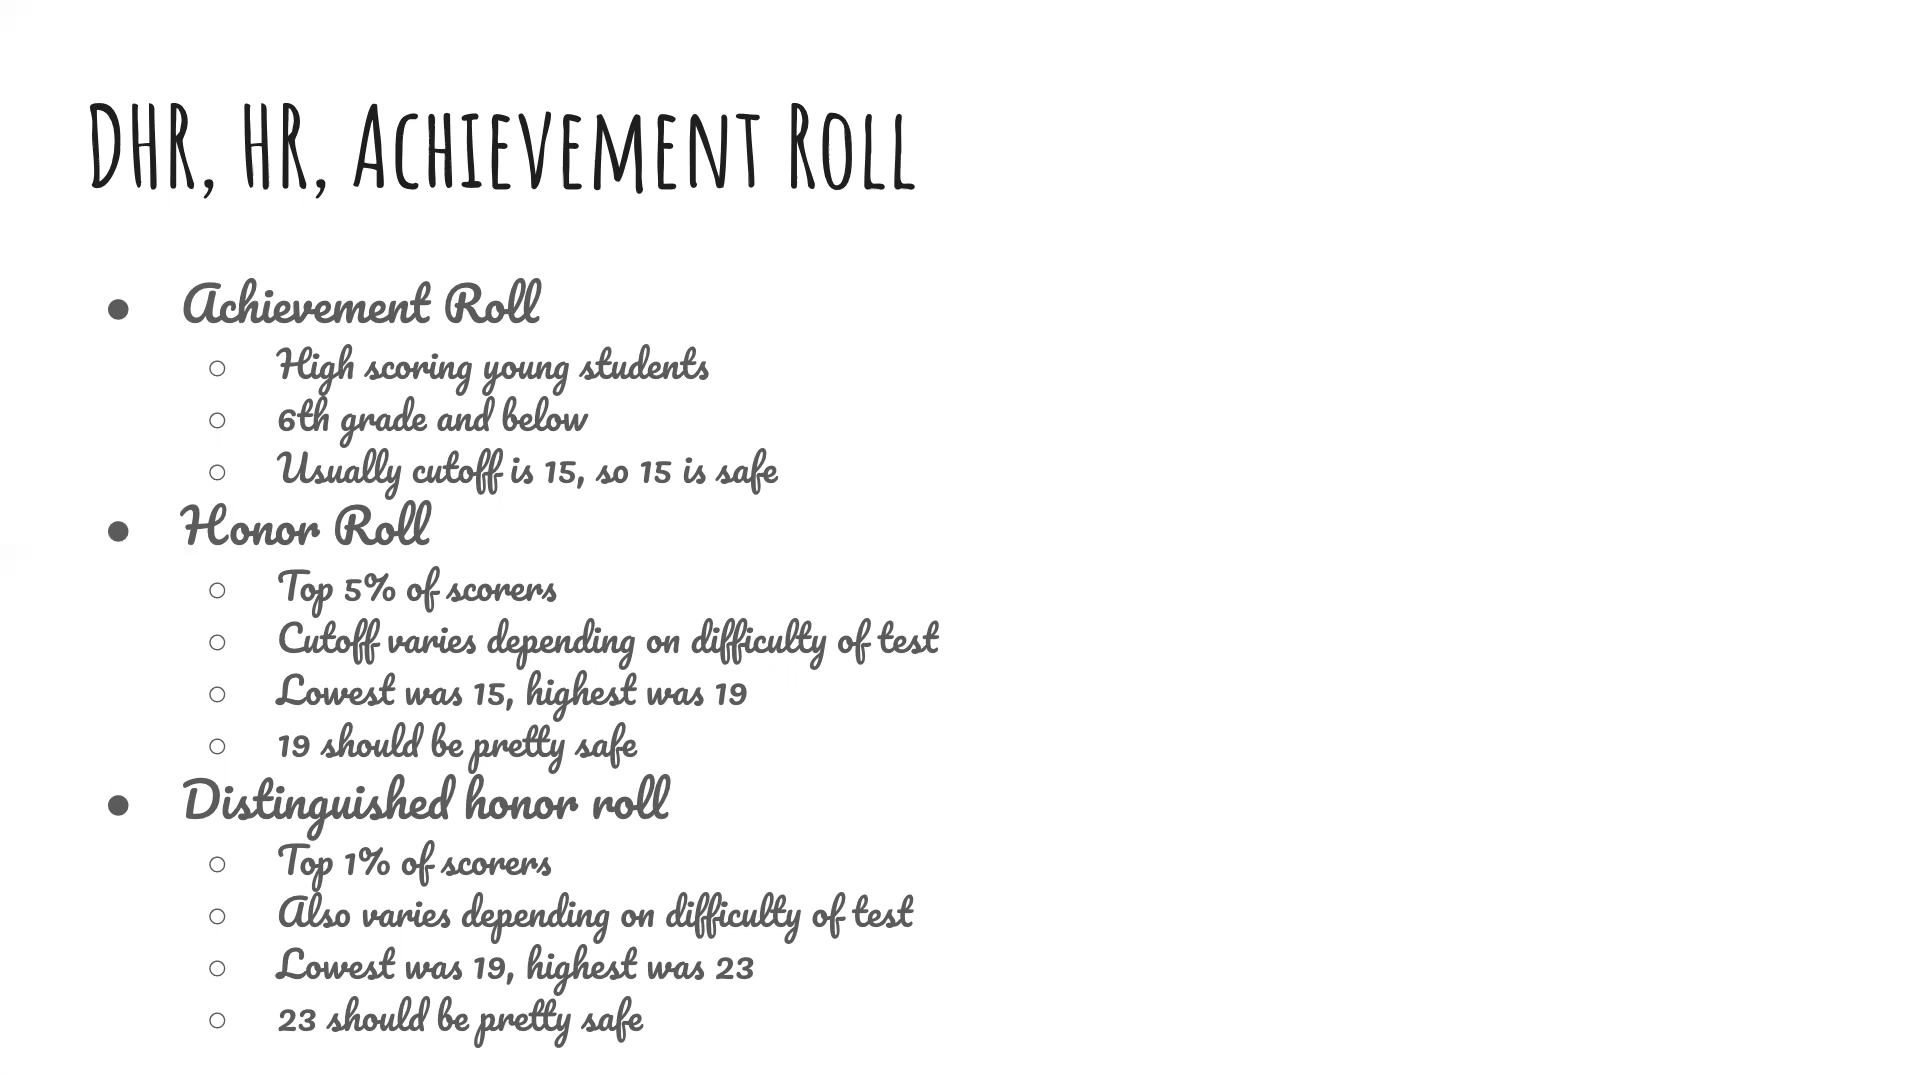 DHR, HR, Achievement Roll
● Achievement Roll
○ High scoring young students
○ 6th grade and below
○ Usually cutoff is 15, so 15 is safe
● Honor Roll
○ Top 5% of scorers
○ Cutoff varies depending on difficulty of test
○ Lowest was 15, highest was 19
○ 19 should be pretty safe
● Distinguished honor roll
○ Top 1% of scorers
○ Also varies depending on difficulty of test
○ Lowest was 19, highest was 23
○ 23 should be pretty safe